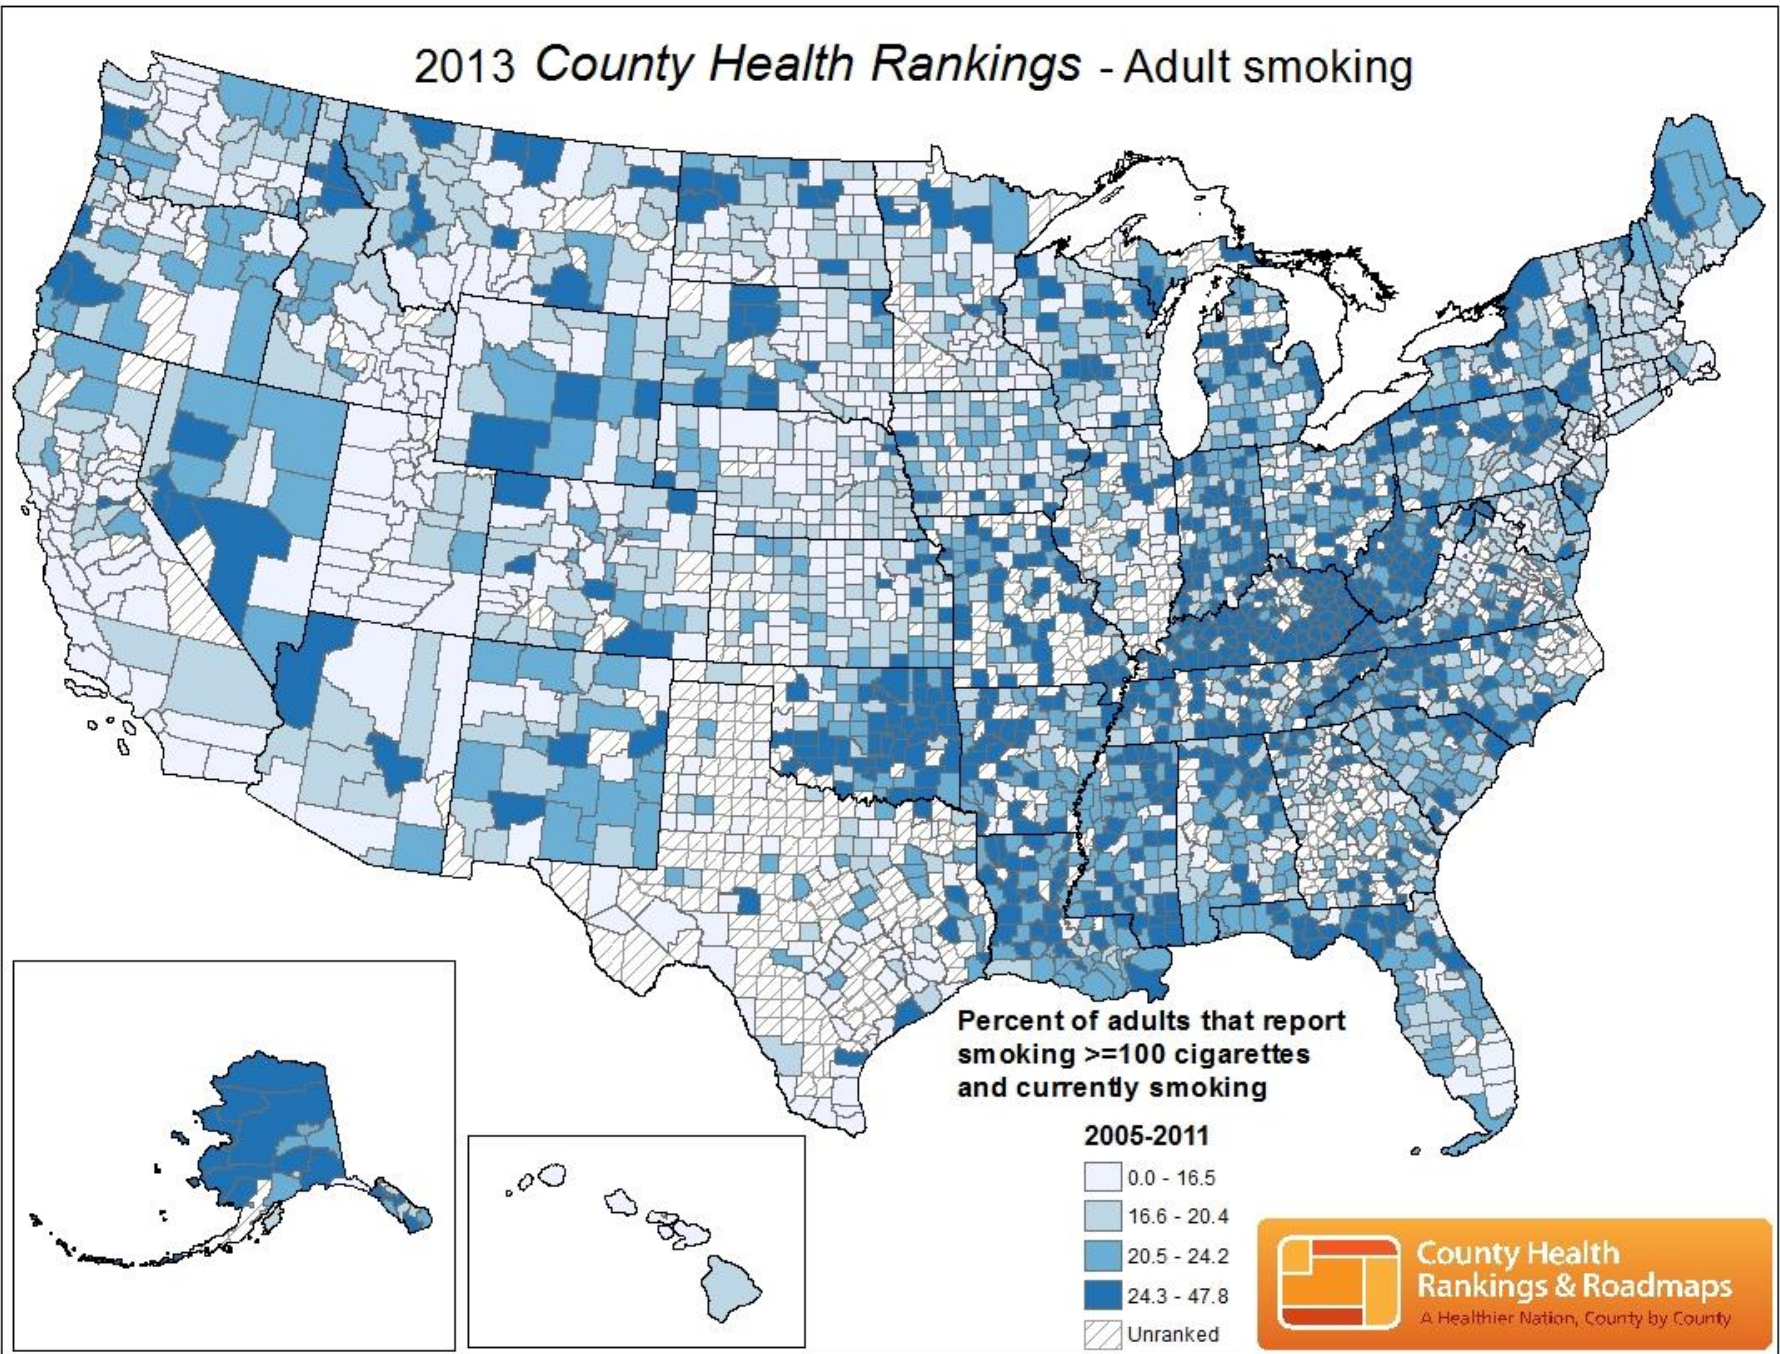 2013 County Health Rankings - Adult smoking
Percent of adults that report
smoking >=100 cigarettes
and currently smoking
2005-2011
0.0 - 16.5
16.6 - 20.4
20.5 - 24.2
24.3 - 47.8
Unranked
County Health
Rankings & Roadmaps
A Healthier Nation, County by County